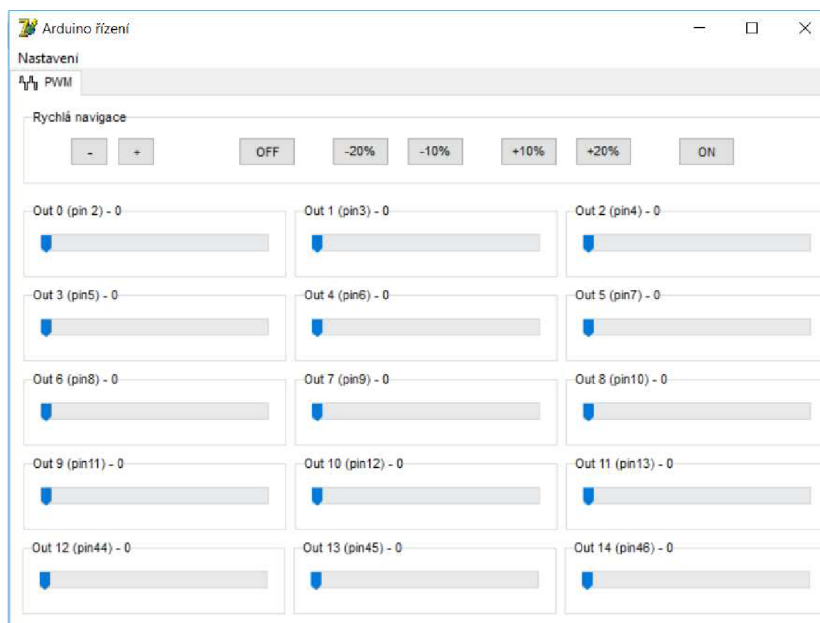 Arduino řízení
Nastavení
PWM
Rychlá navigace
- + OFF -20% -10% +10% +20% ON
Out 0 (pin 2) - 0 Out 1 (pin3) - 0 Out 2 (pin4) - 0
Out 3 (pin5) - 0 Out 4 (pin6) - 0 Out 5 (pin7) - 0
Out 6 (pin8) - 0 Out 7 (pin9) - 0 Out 8 (pin10) - 0
Out 9 (pin11) - 0 Out 10 (pin12) - 0 Out 11 (pin13) - 0
Out 12 (pin44) - 0 Out 13 (pin45) - 0 Out 14 (pin46) - 0